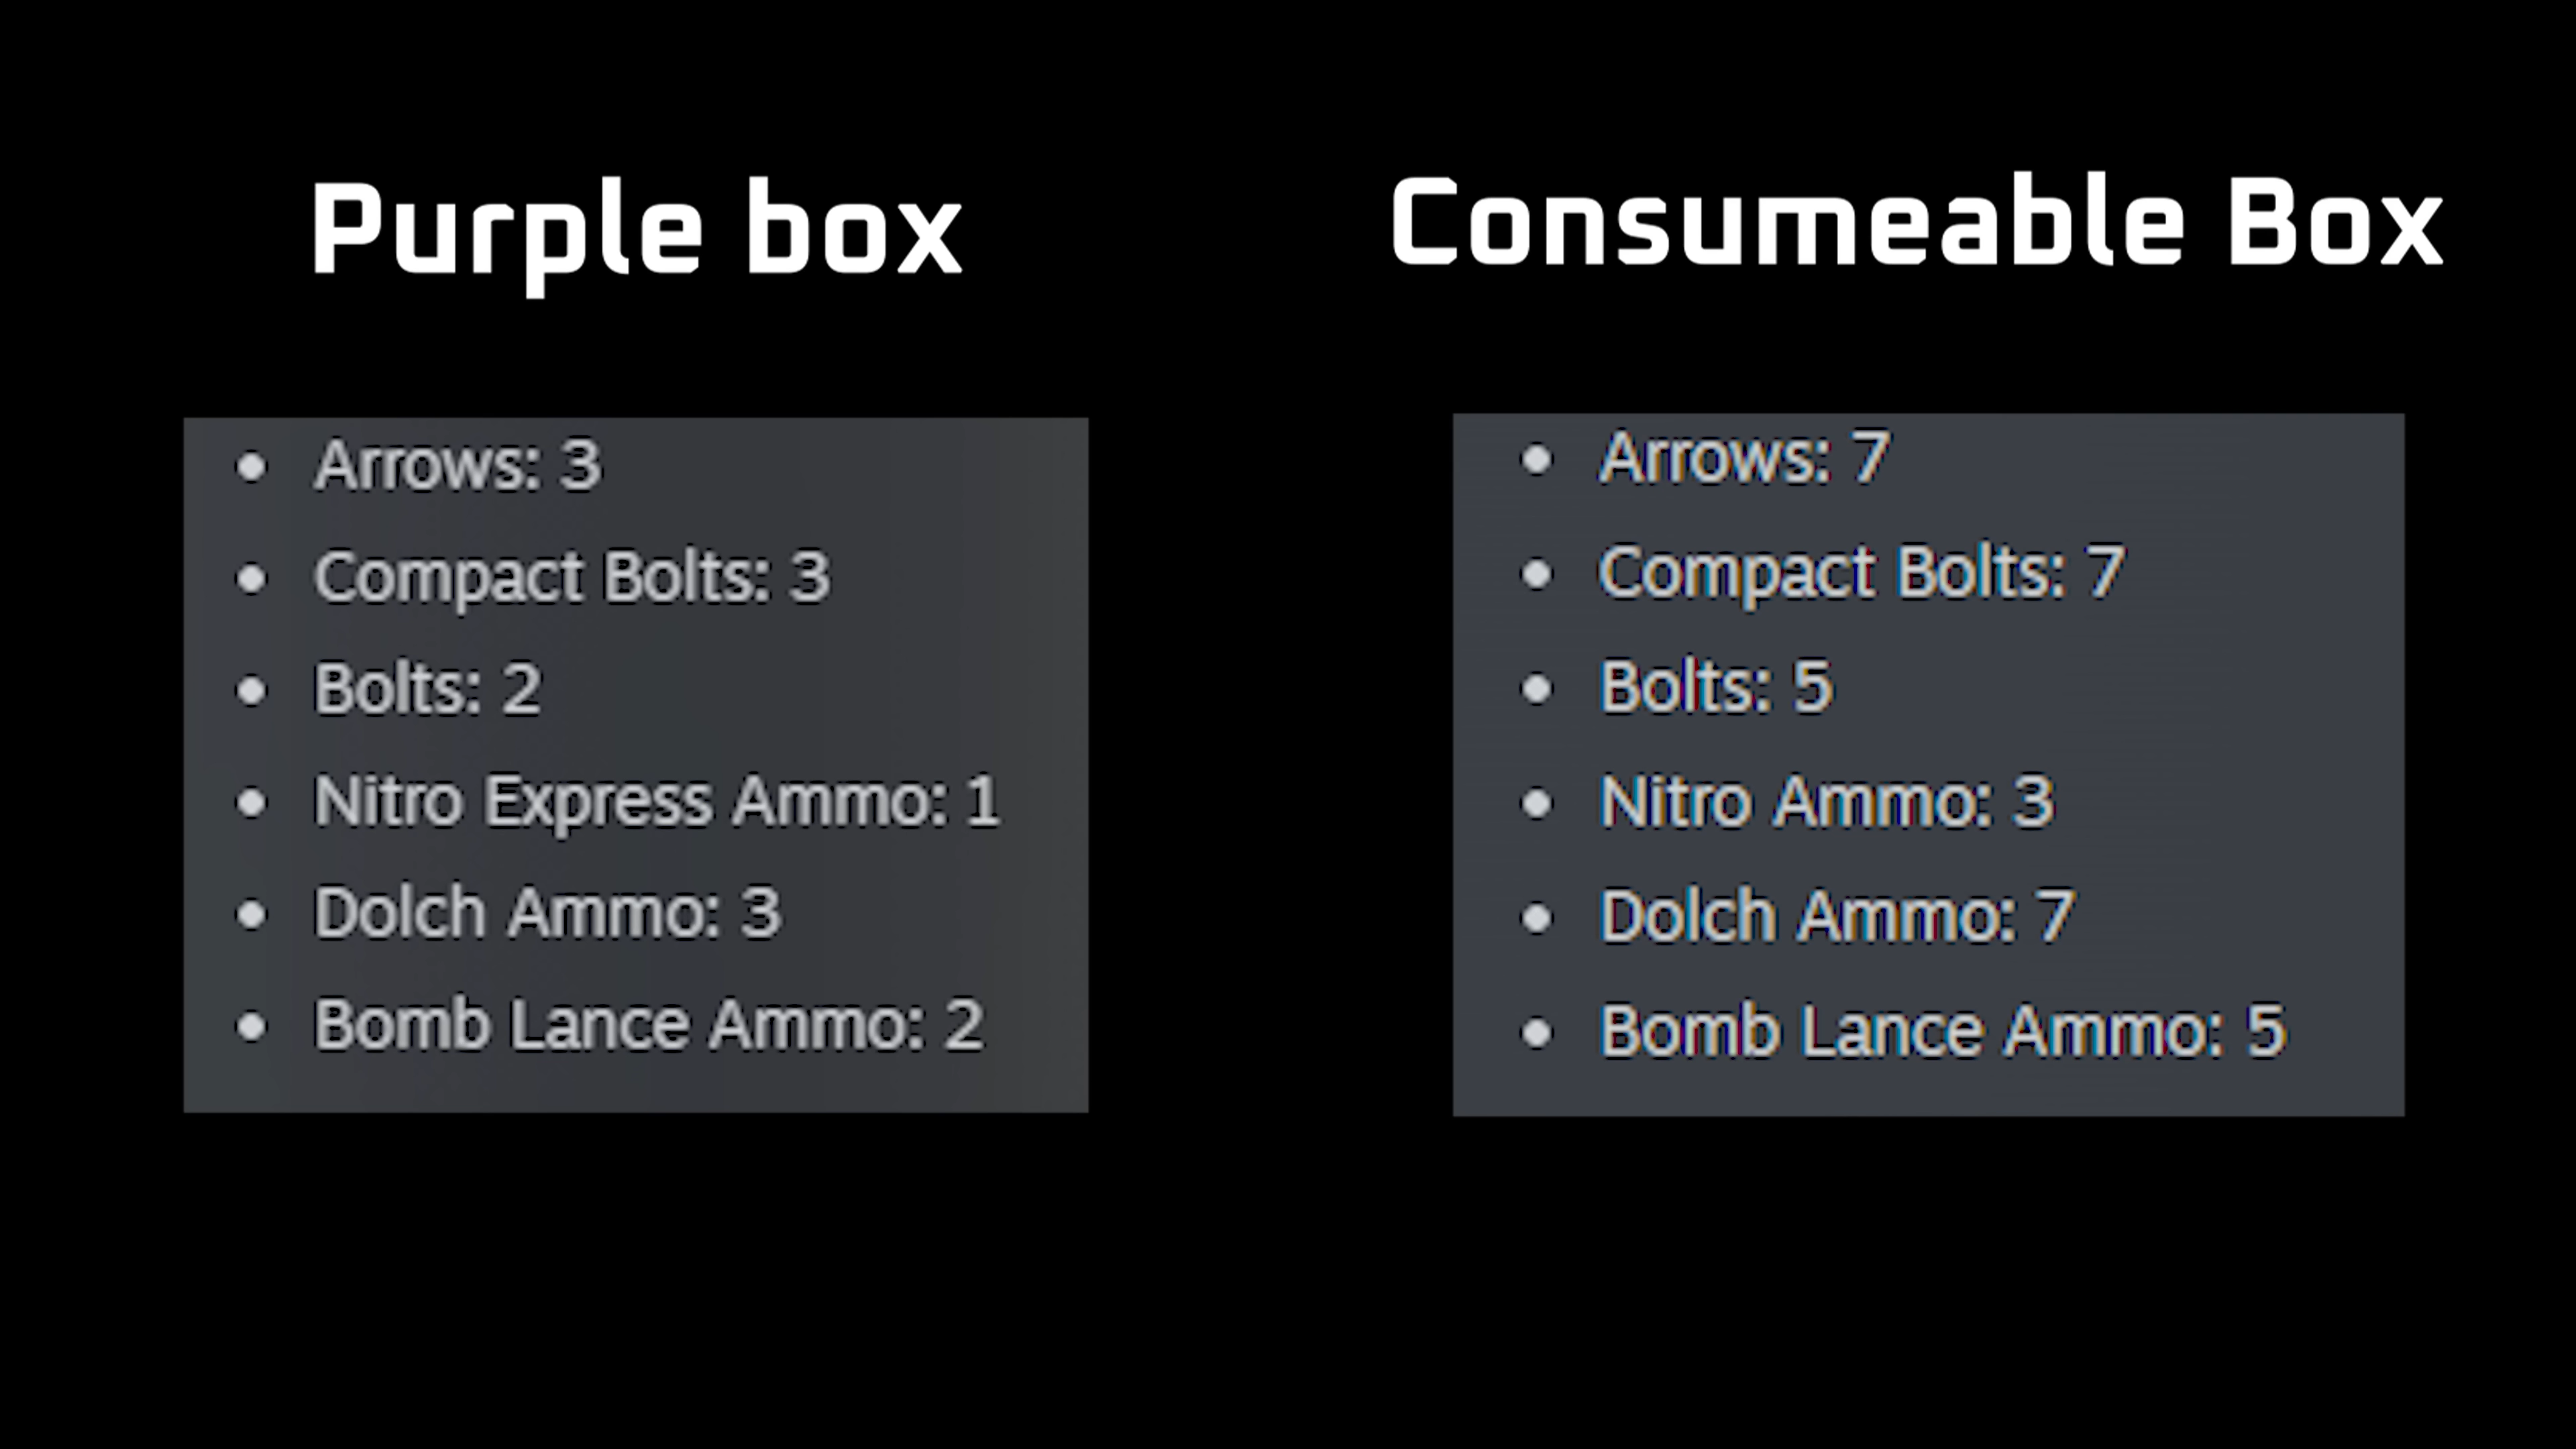 Purple box
• Arrows: 3
• Compact Bolts: 3
• Bolts: 2
• Nitro Express Ammo: 1
• Dolch Ammo: 3
• Bomb Lance Ammo: 2
Consumeable Box
• Arrows: 7
• Compact Bolts: 7
• Bolts: 5
• Nitro Ammo: 3
• Dolch Ammo: 7
• Bomb Lance Ammo: 5